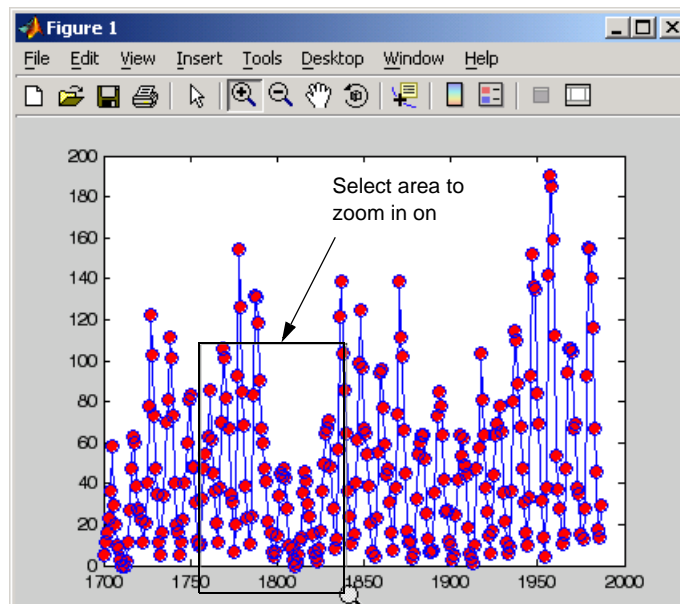 Figure 1
File Edit View Insert Tools Desktop Window Help
200
Select area to
zoom in on
180
160
140
120
100
80
60
40
20
0
1700 1750 1800 1850 1900 1950 2000